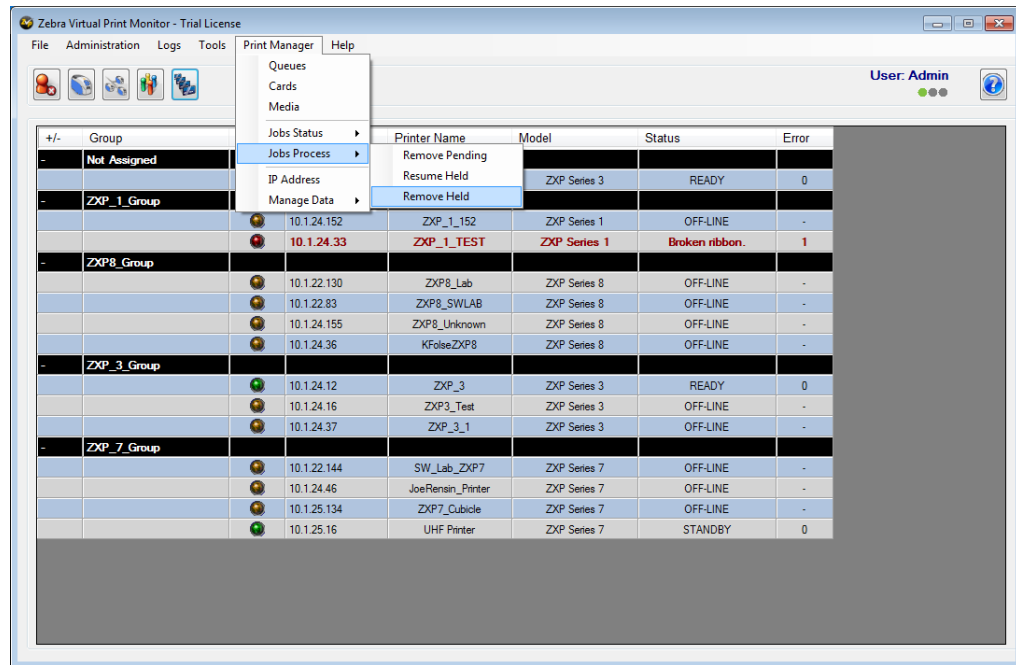 Zebra Virtual Print Monitor - Trial License
File Administration Logs Tools Print Manager Help
User: Admin
Queues
Cards
Media
Jobs Status
Jobs Process
IP Address
Manage Data
Remove Pending
Resume Held
Remove Held
+/- Group Printer Name Model Status Error
- Not Assigned
ZXP Series 3 READY 0
- ZXP_1_Group
10.1.24.152 ZXP_1_152 ZXP Series 1 OFF-LINE -
10.1.24.33 ZXP_1_TEST ZXP Series 1 Broken ribbon. 1
- ZXP8_Group
10.1.22.130 ZXP8_Lab ZXP Series 8 OFF-LINE -
10.1.22.83 ZXP8_SWLAB ZXP Series 8 OFF-LINE -
10.1.24.155 ZXP8_Unknown ZXP Series 8 OFF-LINE -
10.1.24.36 KFolseZXP8 ZXP Series 8 OFF-LINE -
- ZXP_3_Group
10.1.24.12 ZXP_3 ZXP Series 3 READY 0
10.1.24.16 ZXP3_Test ZXP Series 3 OFF-LINE -
10.1.24.37 ZXP_3_1 ZXP Series 3 OFF-LINE -
- ZXP_7_Group
10.1.22.144 SW_Lab_ZXP7 ZXP Series 7 OFF-LINE -
10.1.24.46 JoeRensin_Printer ZXP Series 7 OFF-LINE -
10.1.25.134 ZXP7_Cubicle ZXP Series 7 OFF-LINE -
10.1.25.16 UHF Printer ZXP Series 7 STANDBY 0